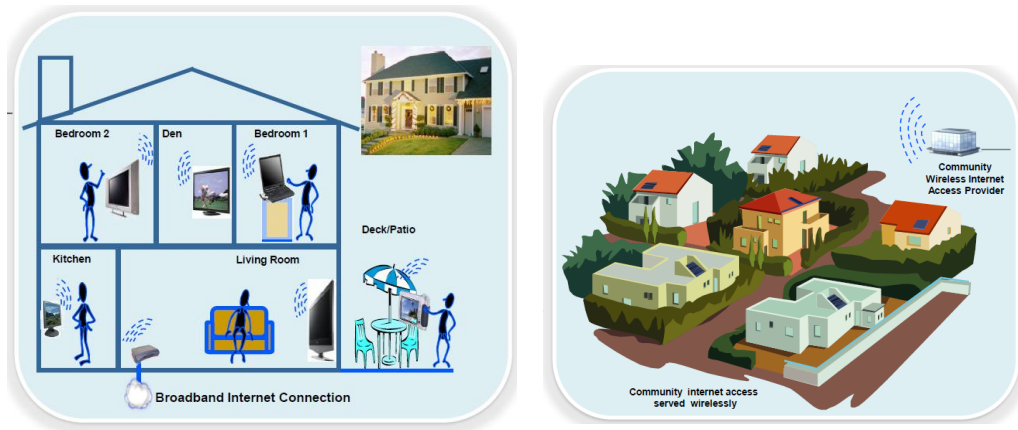 Bedroom 2
Den
Bedroom 1
Deck/Patio
Kitchen
Living Room
Broadband Internet Connection
Community
Wireless Internet
Access Provider
Community internet access
served wirelessly